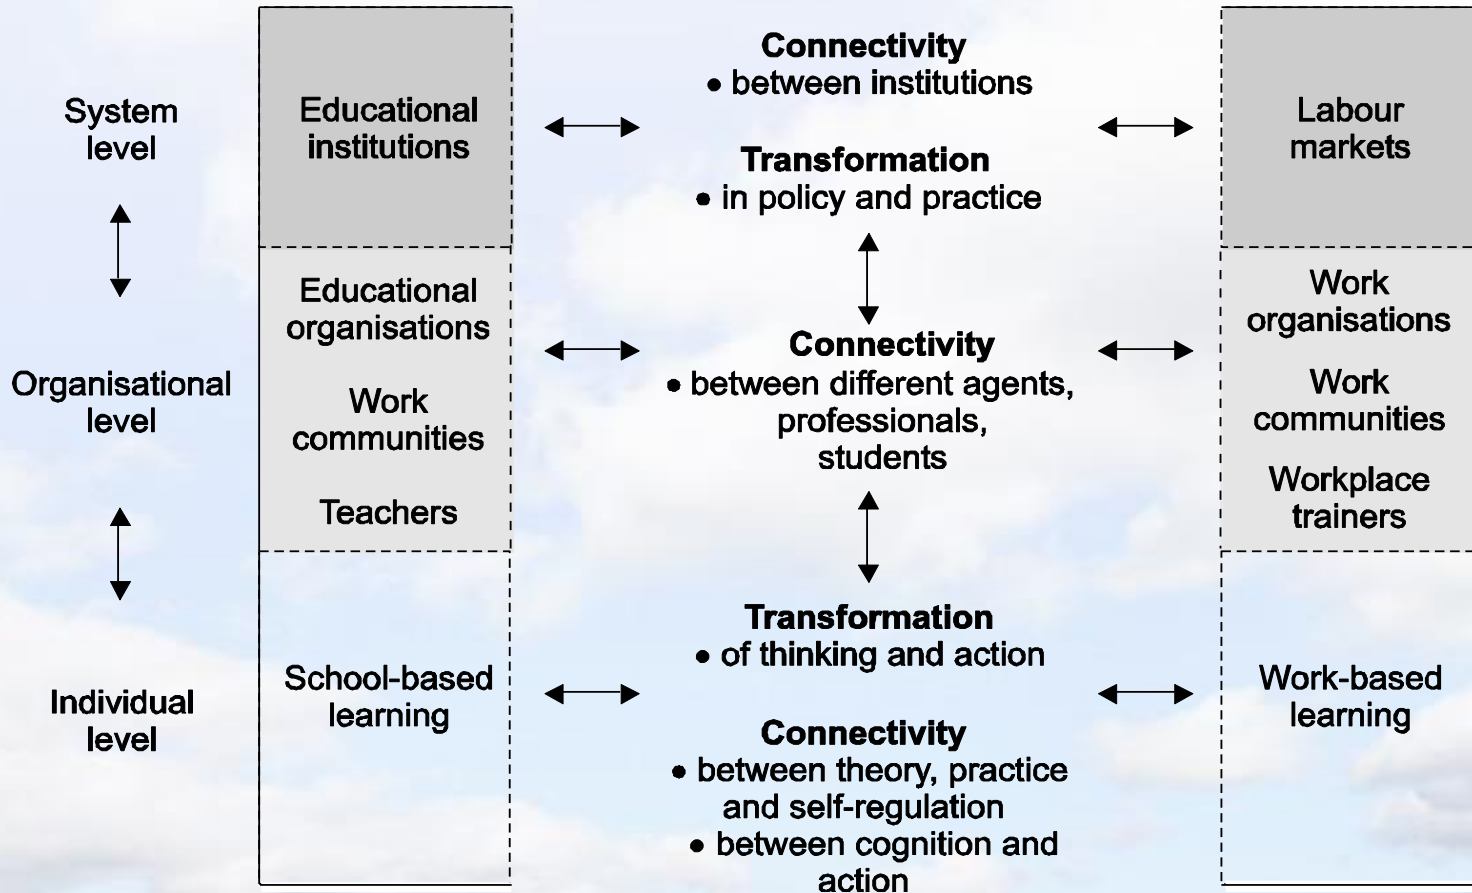 System
level
Educational
institutions
Connectivity
• between institutions
Transformation
• in policy and practice
Labour
markets
Organisational
level
Educational
organisations
Work
communities
Teachers
Connectivity
• between different agents,
professionals,
students
Work
organisations
Work
communities
Workplace
trainers
Individual
level
School-based
learning
Transformation
• of thinking and action
Connectivity
• between theory, practice
and self-regulation
• between cognition and
action
Work-based
learning